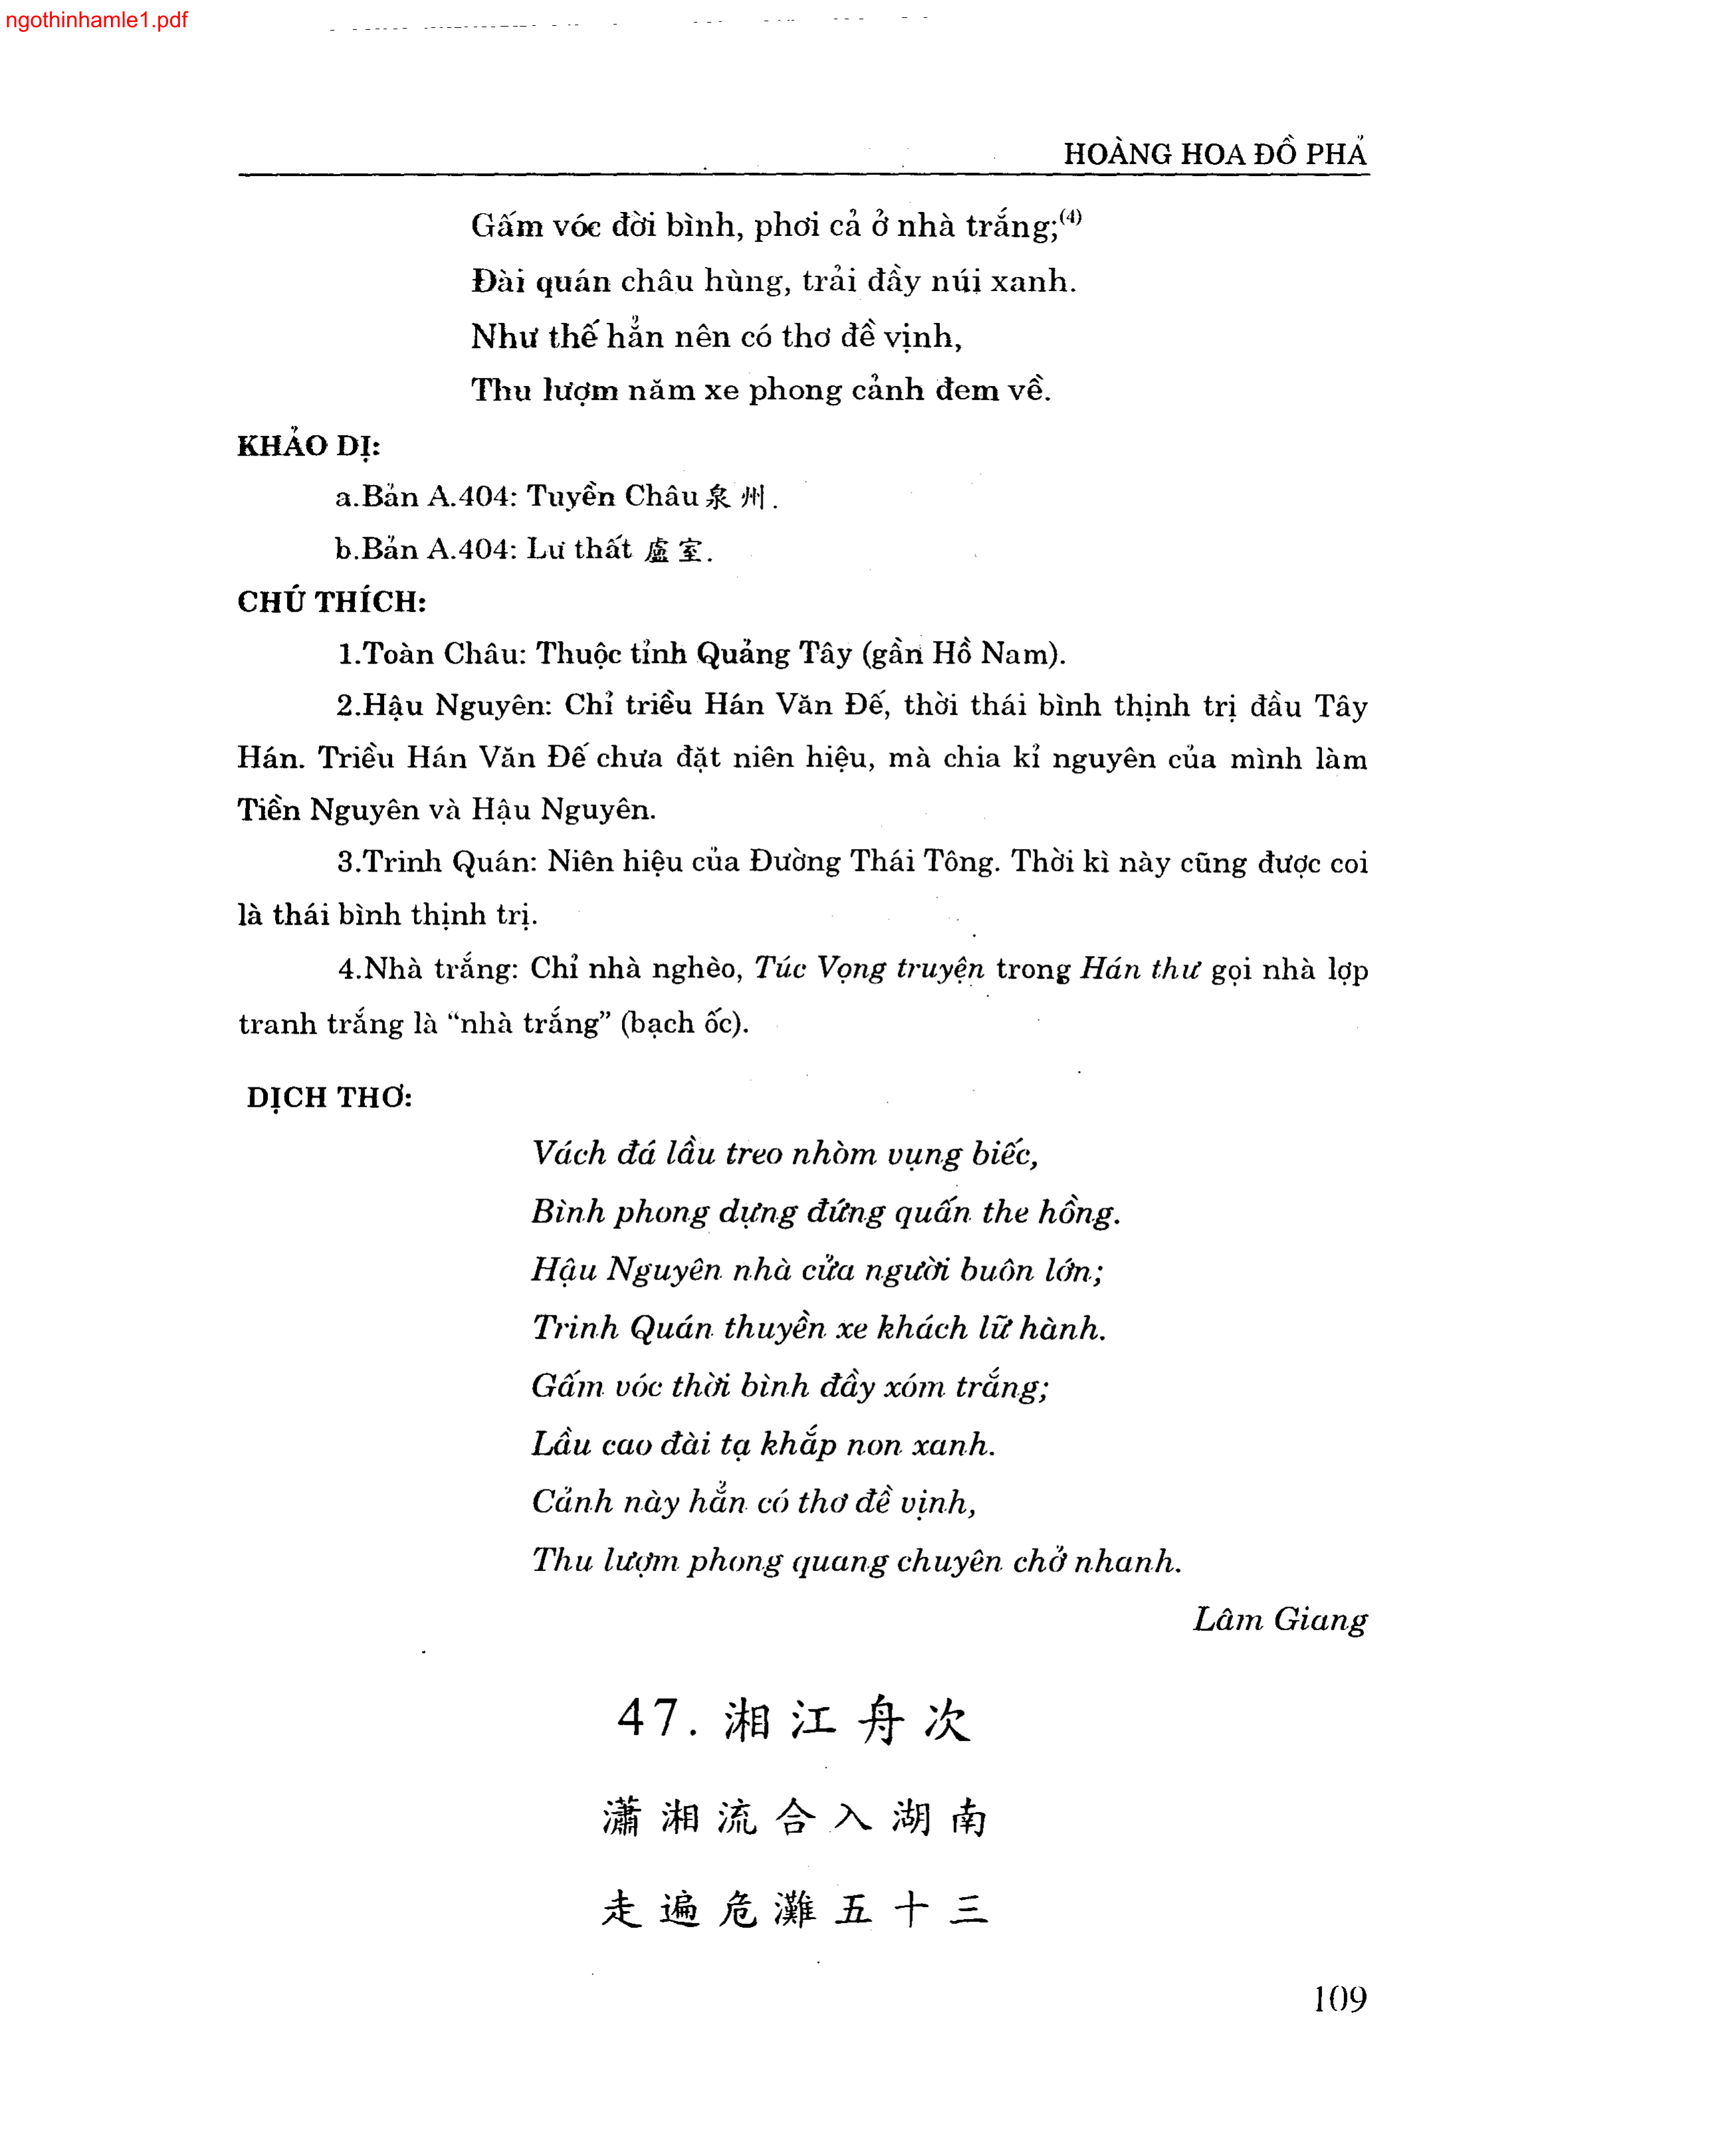 ngothinhamle1.pdf
HOÀNG HOA ĐỒ PHẢ
Gấm vóc đời bình, phơi cả ở nhà trắng;(4)
Đài quán châu hùng, trải đầy núi xanh.
Như thế hẳn nên có thơ đề vịnh,
Thu lượm năm xe phong cảnh đem về.
KHẢO DỊ:
a.Bản A.404: Tuyền Châu 泉州.
b.Bản A.404: Lư thất 盧室.
CHÚ THÍCH:
1.Toàn Châu: Thuộc tỉnh Quảng Tây (gần Hồ Nam).
2.Hậu Nguyên: Chỉ triều Hán Văn Đế, thời thái bình thịnh trị đầu Tây
Hán. Triều Hán Văn Đế chưa đặt niên hiệu, mà chia kỉ nguyên của mình làm
Tiền Nguyên và Hậu Nguyên.
3.Trinh Quán: Niên hiệu của Đường Thái Tông. Thời kì này cũng được coi
là thái bình thịnh trị.
4.Nhà trắng: Chỉ nhà nghèo, Túc Vọng truyện trong Hán thư gọi nhà lợp
tranh trắng là “nhà trắng” (bạch ốc).
DỊCH THƠ:
Vách đá lầu treo nhòm vụng biếc,
Bình phong dựng đứng quấn the hồng.
Hậu Nguyên nhà cửa người buôn lớn;
Trinh Quán thuyền xe khách lữ hành.
Gấm vóc thời bình đầy xóm trắng;
Lầu cao đài tạ khắp non xanh.
Cảnh này hẳn có thơ đề vịnh,
Thu lượm phong quang chuyên chở nhanh.
Lâm Giang
47. 湘江舟次
瀟湘流合入湖南
走遍危灘五十三
109